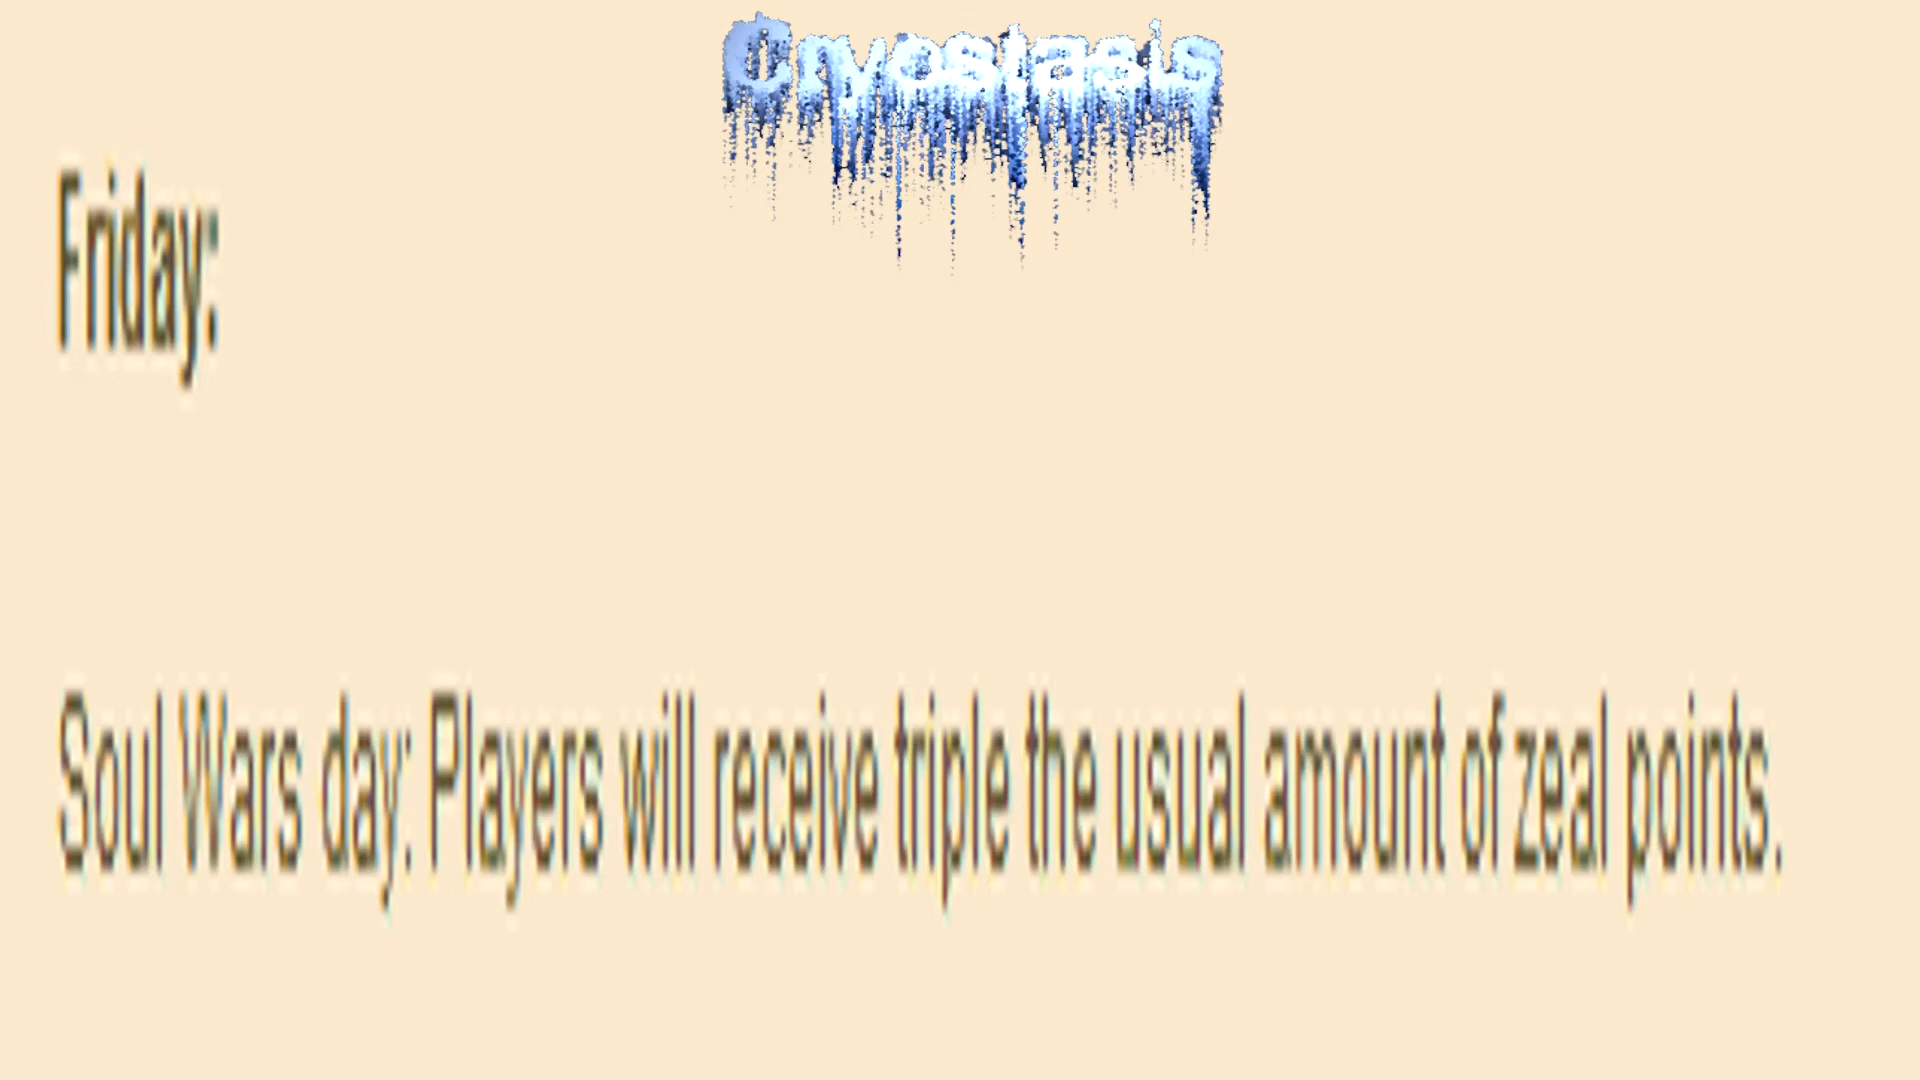 Cryostasis
Friday:
Soul Wars day: Players will receive triple the usual amount of zeal points.